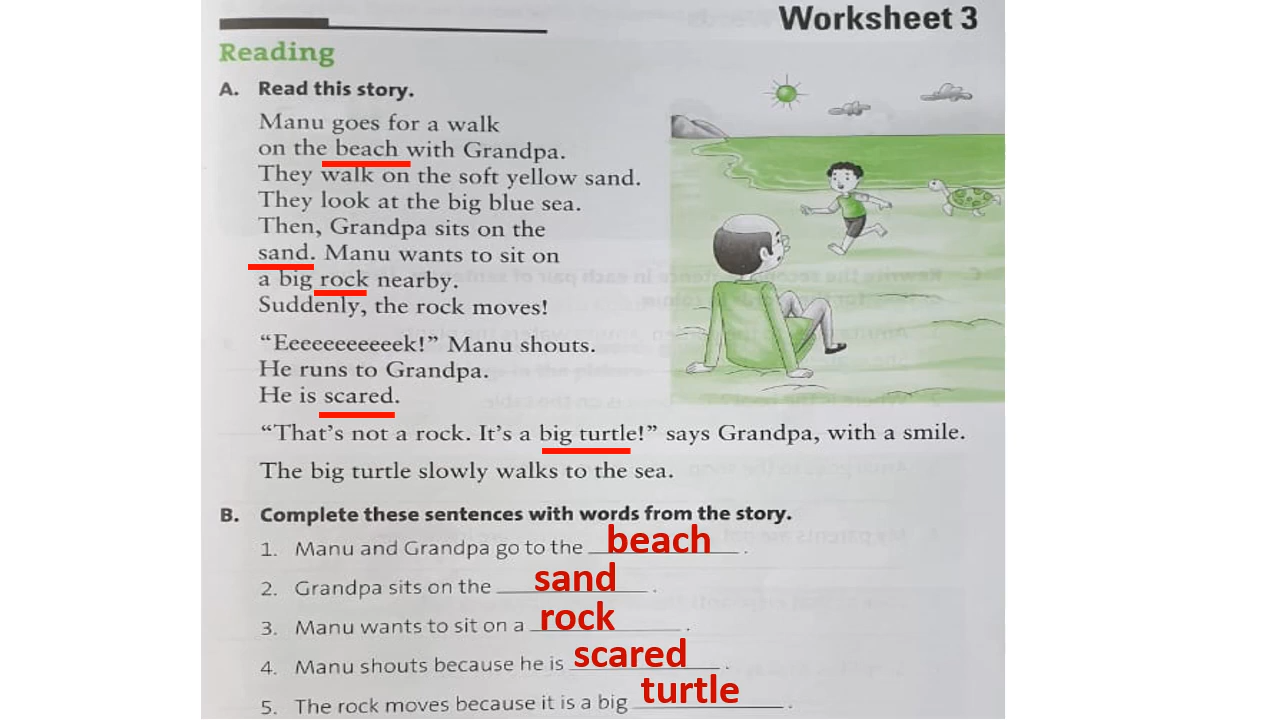 Worksheet 3
Reading
A. Read this story.
Manu goes for a walk
on the beach with Grandpa.
They walk on the soft yellow sand.
They look at the big blue sea.
Then, Grandpa sits on the
sand. Manu wants to sit on
a big rock nearby.
Suddenly, the rock moves!
“Eeeeeeeeeeek!” Manu shouts.
He runs to Grandpa.
He is scared.
“That’s not a rock. It’s a big turtle!” says Grandpa, with a smile.
The big turtle slowly walks to the sea.
B. Complete these sentences with words from the story.
1. Manu and Grandpa go to the beach.
2. Grandpa sits on the sand.
3. Manu wants to sit on a rock.
4. Manu shouts because he is scared.
5. The rock moves because it is a big turtle.